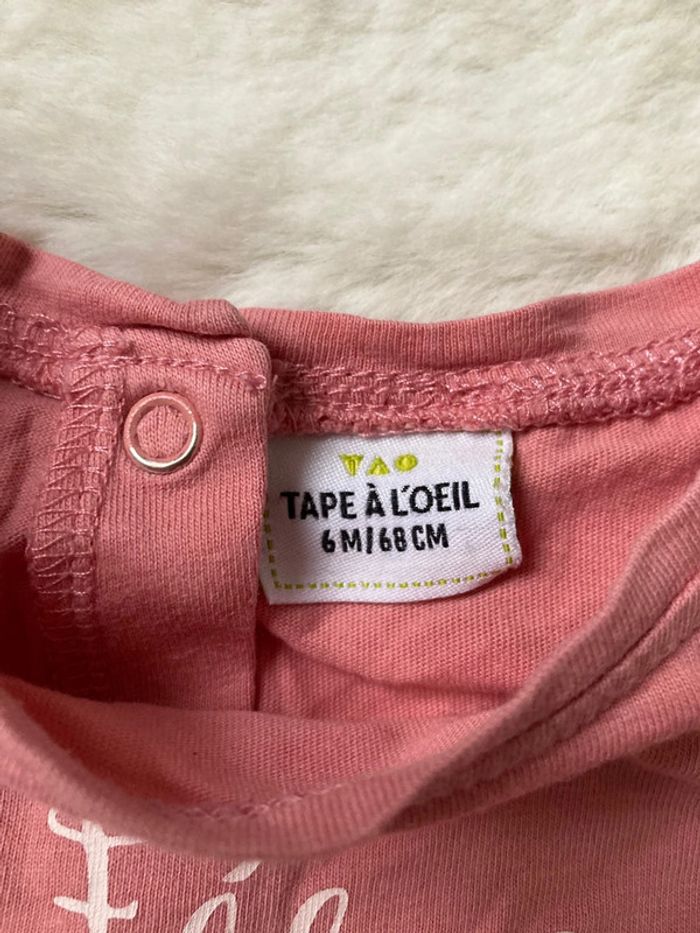 TAO
TAPE À L'OEIL
6M/68CM